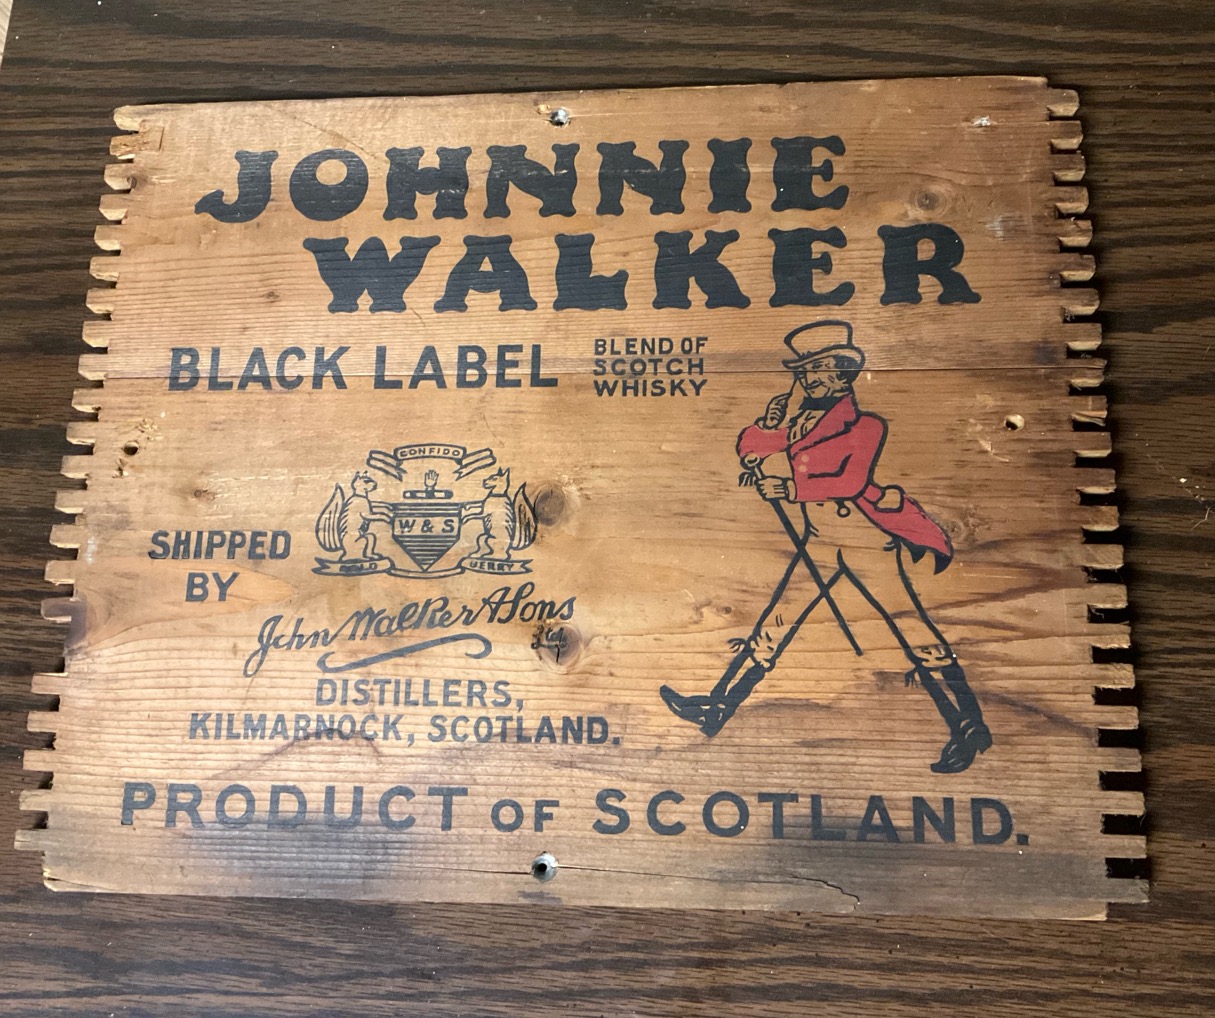 JOHNNIE
WALKER
BLACK LABEL
BLEND OF
SCOTCH
WHISKY
CONFIDO
W & S
SHIPPED
BY
John Walker & Sons
Ltd
DISTILLERS,
KILMARNOCK, SCOTLAND.
PRODUCT OF SCOTLAND.